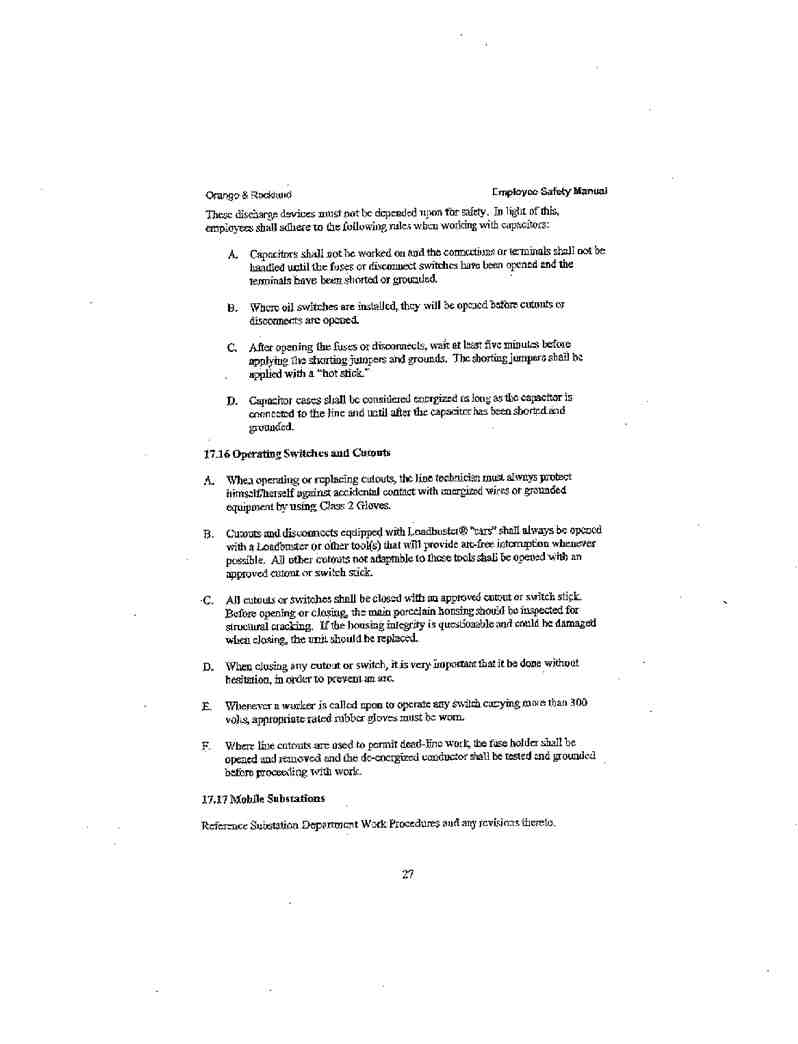 Orange & Rockland
Employee Safety Manual
These discharge devices must not be depended upon for safety. In light of this,
employees shall adhere to the following rules when working with capacitors:
A. Capacitors shall not be worked on and the connections or terminals shall not be
handled until the fuses or disconnect switches have been opened and the
terminals have been shorted or grounded.
B. Where oil switches are installed, they will be opened before cutouts or
disconnects are opened.
C. After opening the fuses or disconnects, wait at least five minutes before
applying the shorting jumpers and grounds. The shorting jumpers shall be
applied with a "hot stick."
D. Capacitor cases shall be considered energized as long as the capacitor is
connected to the line and until after the capacitor has been shorted and
grounded.
17.16 Operating Switches and Cutouts
A. When operating or replacing cutouts, the line technician must always protect
himself/herself against accidental contact with energized wires or grounded
equipment by using Class 2 Gloves.
B. Cutouts and disconnects equipped with Loadbuster® "ears" shall always be opened
with a Loadbuster or other tool(s) that will provide arc-free interruption whenever
possible. All other cutouts not adaptable to these tools shall be opened with an
approved cutout or switch stick.
C. All cutouts or switches shall be closed with an approved cutout or switch stick.
Before opening or closing, the main porcelain housing should be inspected for
structural cracking. If the housing integrity is questionable and could be damaged
when closing, the unit should be replaced.
D. When closing any cutout or switch, it is very important that it be done without
hesitation, in order to prevent an arc.
E. Whenever a worker is called upon to operate any switch carrying more than 300
volts, appropriate rated rubber gloves must be worn.
F. Where line cutouts are used to permit dead-line work, the fuse holder shall be
opened and removed and the de-energized conductor shall be tested and grounded
before proceeding with work.
17.17 Mobile Substations
Reference Substation Department Work Procedures and any revisions thereto.
27